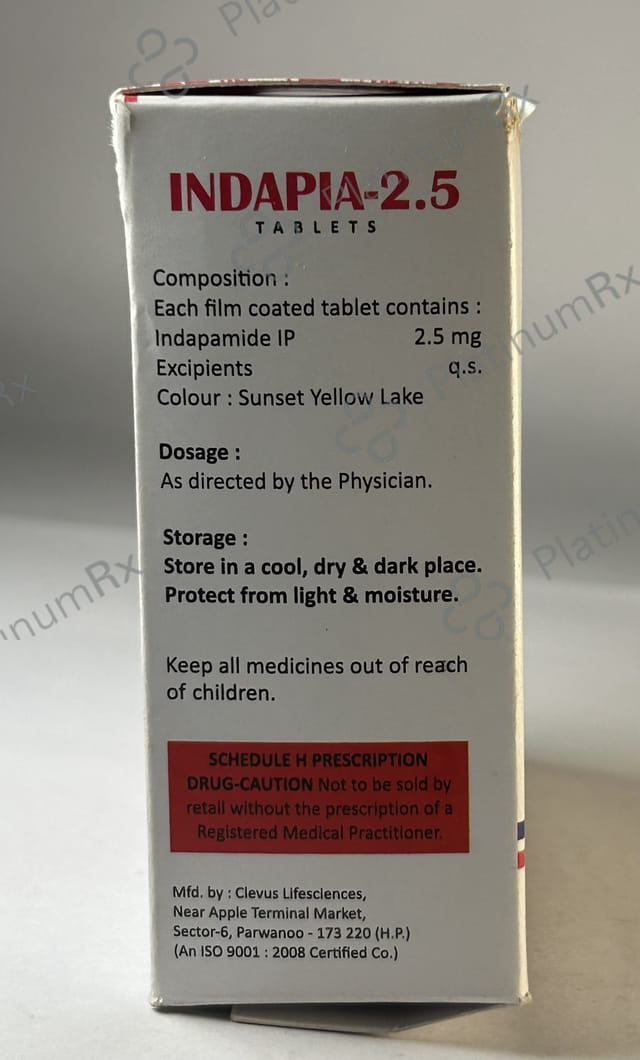 INDAPIA-2.5
TABLETS
Composition :
Each film coated tablet contains :
Indapamide IP 2.5 mg
Excipients q.s.
Colour : Sunset Yellow Lake
Dosage :
As directed by the Physician.
Storage :
Store in a cool, dry & dark place.
Protect from light & moisture.
Keep all medicines out of reach
of children.
SCHEDULE H PRESCRIPTION
DRUG-CAUTION Not to be sold by
retail without the prescription of a
Registered Medical Practitioner.
Mfd. by : Clevus Lifesciences,
Near Apple Terminal Market,
Sector-6, Parwanoo - 173 220 (H.P.)
(An ISO 9001 : 2008 Certified Co.)
PlatinumRx